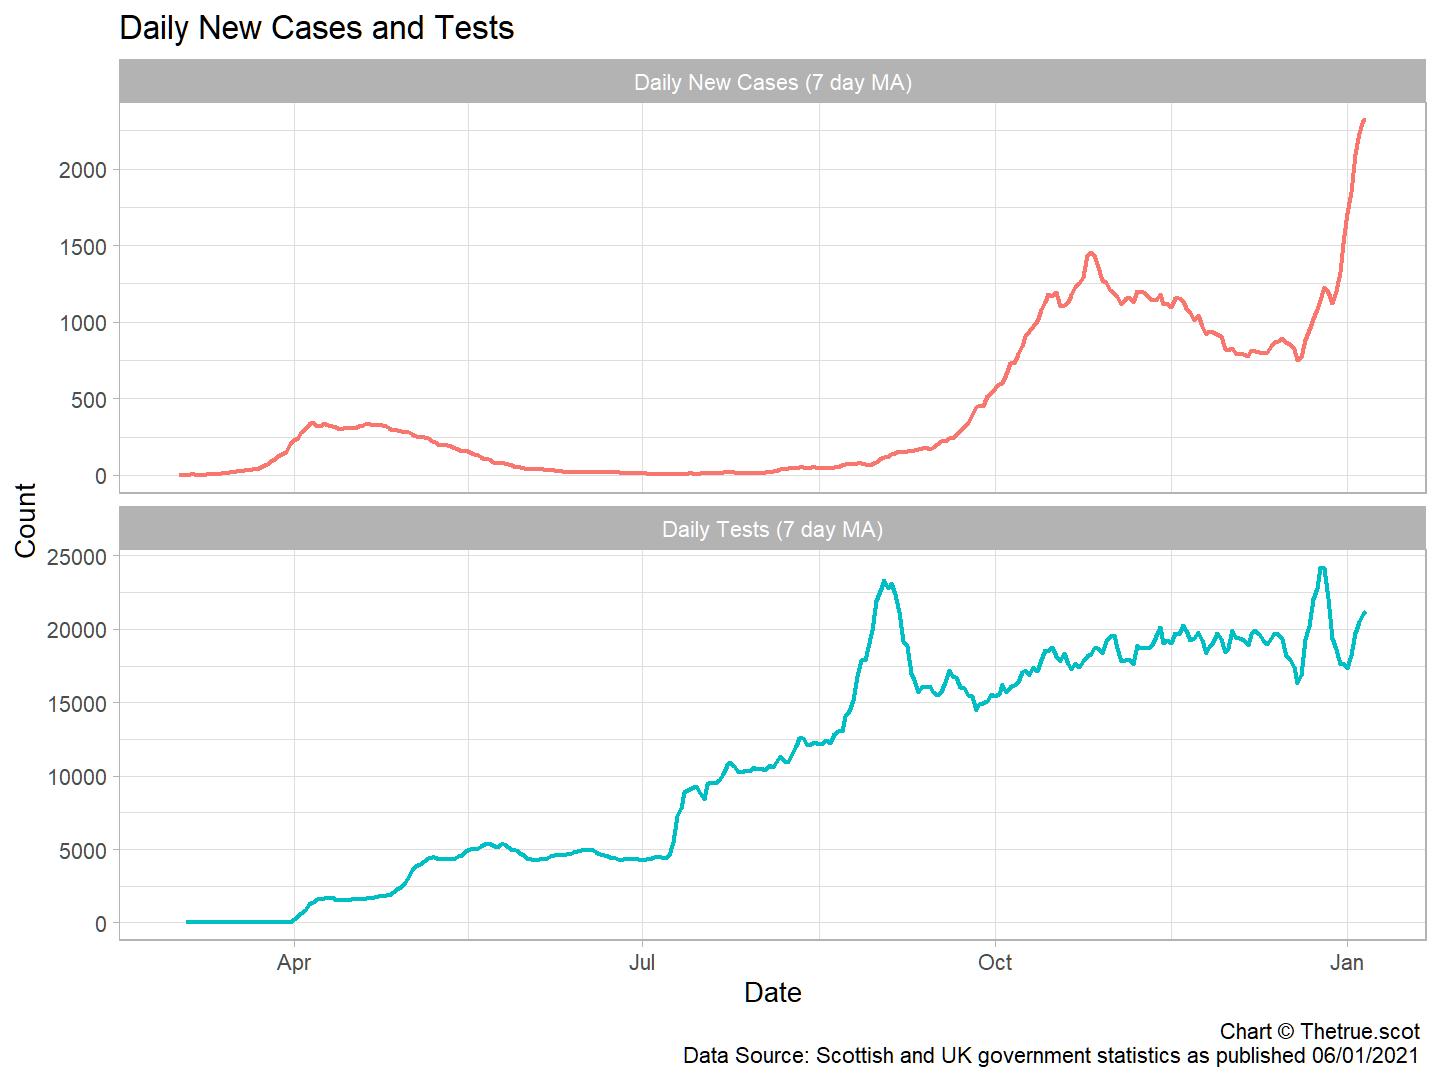 Daily New Cases and Tests
Daily New Cases (7 day MA)
2000
1500
1000
500
0
Count
Daily Tests (7 day MA)
25000
20000
15000
10000
5000
0
Apr Jul Oct Jan
Date
Chart © Thetrue.scot
Data Source: Scottish and UK government statistics as published 06/01/2021